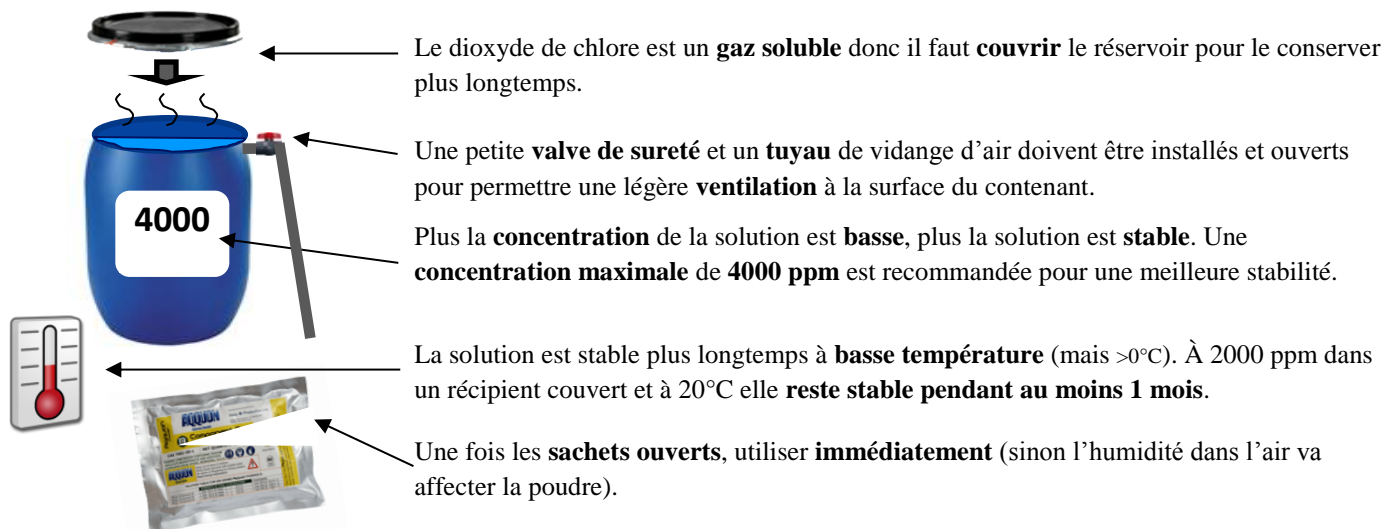 Le dioxyde de chlore est un gaz soluble donc il faut couvrir le réservoir pour le conserver
plus longtemps.
Une petite valve de sureté et un tuyau de vidange d’air doivent être installés et ouverts
pour permettre une légère ventilation à la surface du contenant.
4000
Plus la concentration de la solution est basse, plus la solution est stable. Une
concentration maximale de 4000 ppm est recommandée pour une meilleure stabilité.
La solution est stable plus longtemps à basse température (mais >0°C). À 2000 ppm dans
un récipient couvert et à 20°C elle reste stable pendant au moins 1 mois.
Une fois les sachets ouverts, utiliser immédiatement (sinon l’humidité dans l’air va
affecter la poudre).